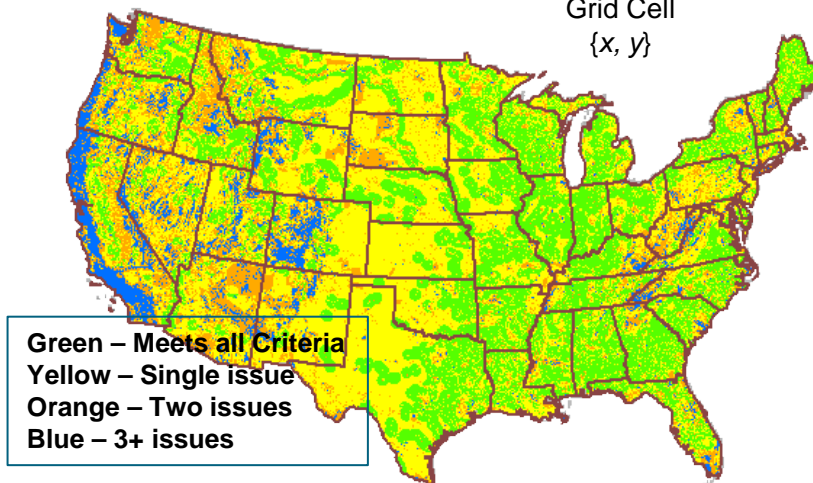 Grid Cell
{x, y}
Green – Meets all Criteria
Yellow – Single issue
Orange – Two issues
Blue – 3+ issues